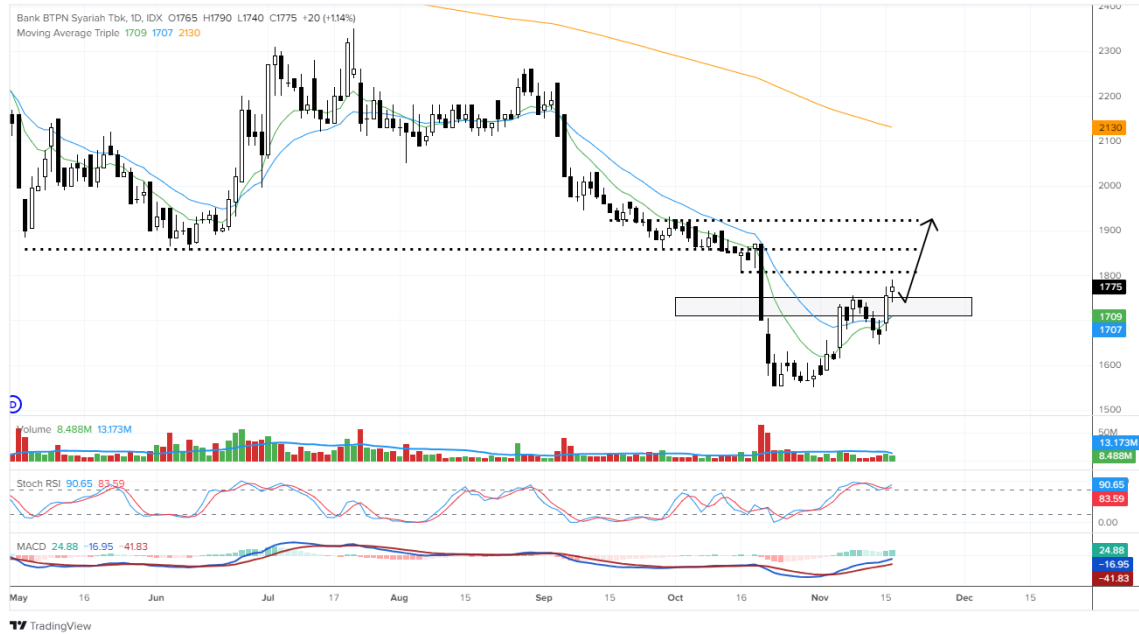 2400
Bank BTPN Syariah Tbk, 1D, IDX O1765 H1790 L1740 C1775 +20 (+1.14%)
Moving Average Triple 1709 1707 2130
2300
2200
2130
2100
2000
1900
1800
1775
1709
1707
1600
1500
D
Volume 8.488M 13.173M
50M
13.173M
8.488M
Stoch RSI 90.65 83.59
90.65
83.59
0.00
MACD 24.88 −16.95 −41.83
24.88
−16.95
−41.83
May 16 Jun 15 Jul 17 Aug 15 Sep 15 Oct 16 Nov 15 Dec 15
TradingView